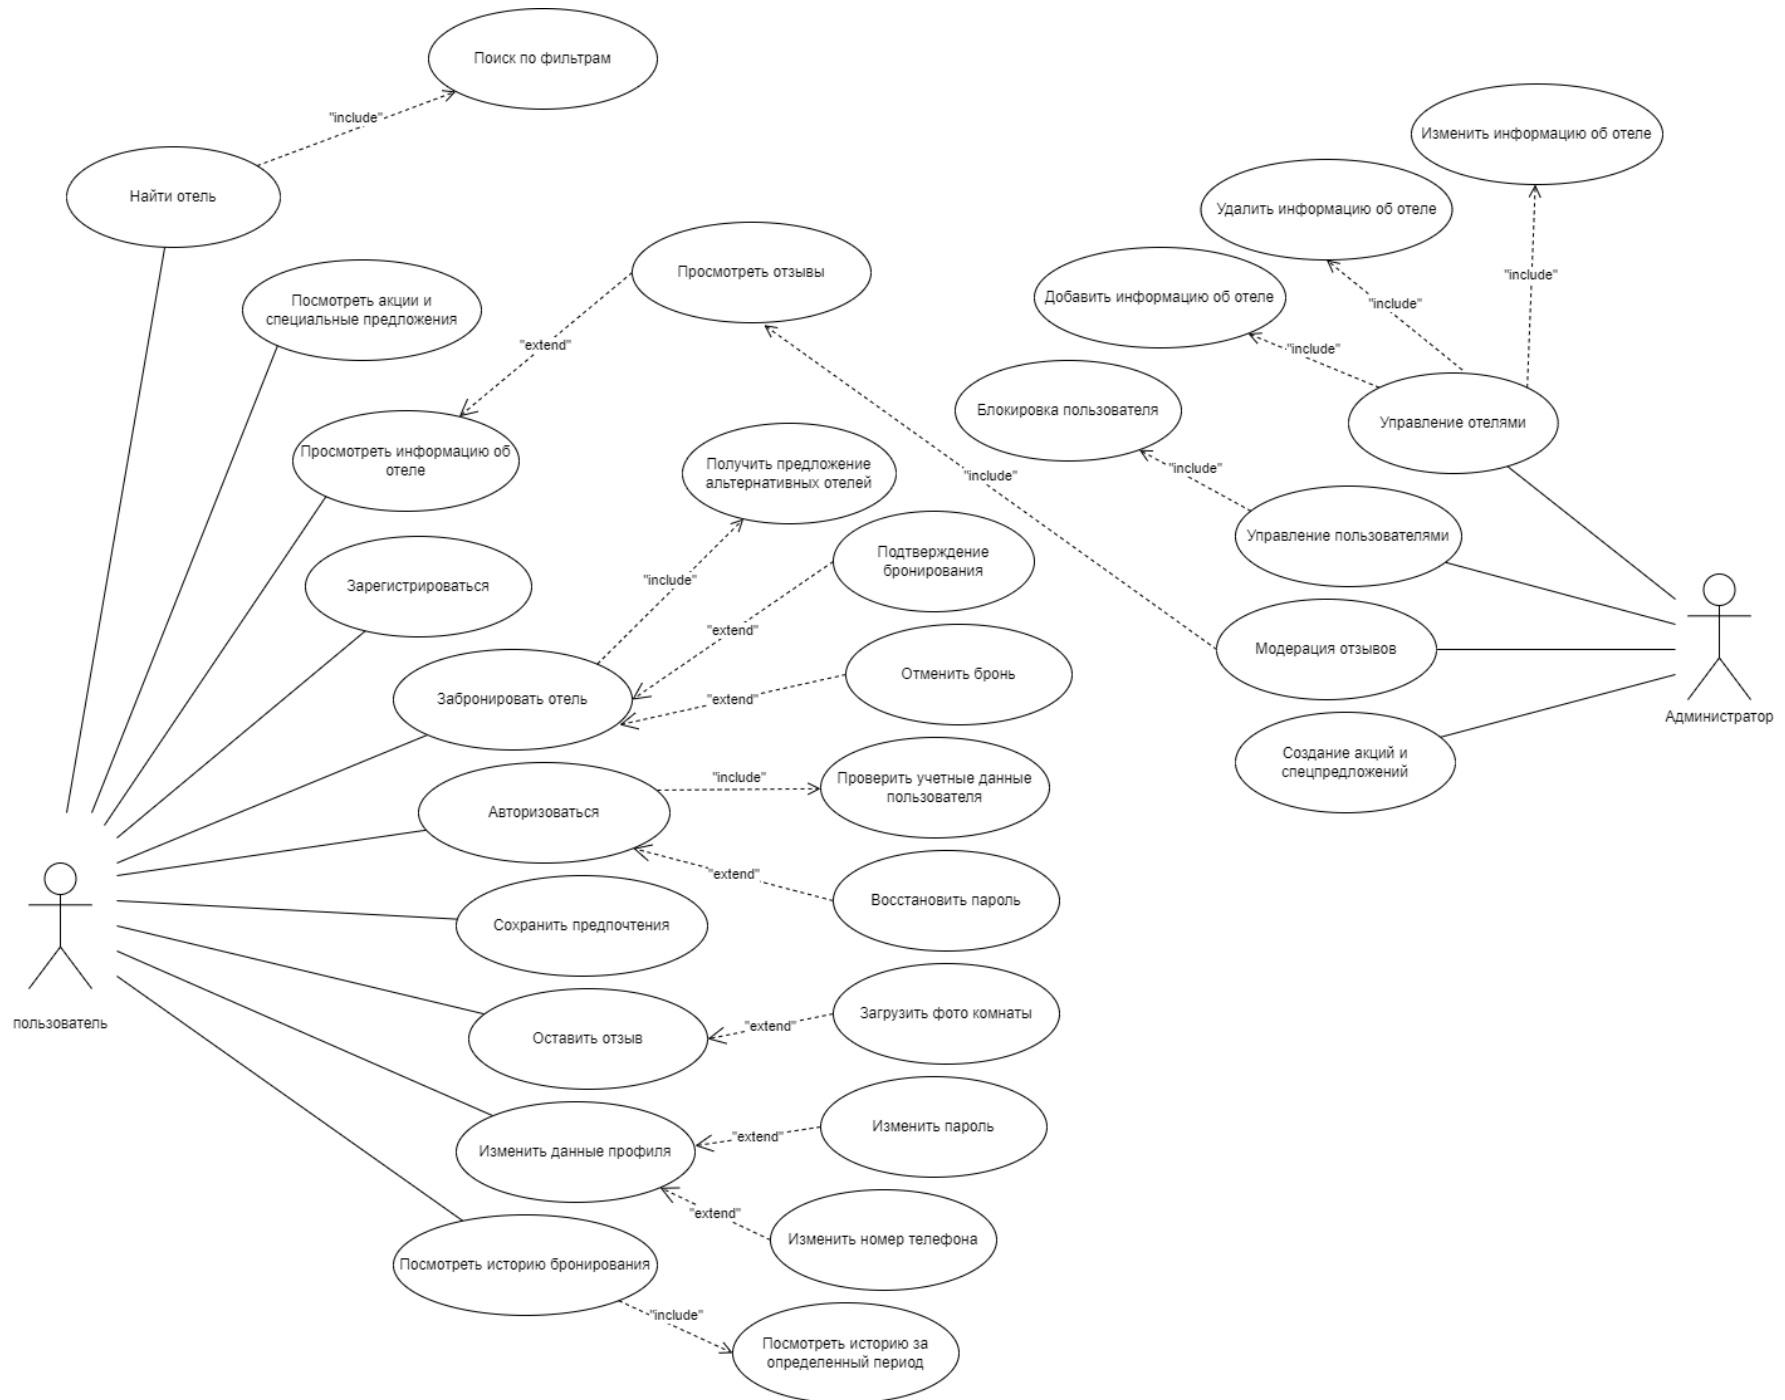 Поиск по фильтрам
"include"
Найти отель
Изменить информацию об отеле
Удалить информацию об отеле
"include"
Добавить информацию об отеле
"include"
"include"
Просмотреть отзывы
Посмотреть акции и
специальные предложения
"extend"
Блокировка пользователя
Управление отелями
"include"
Просмотреть информацию об
отеле
Получить предложение
альтернативных отелей
"include"
Управление пользователями
Подтверждение
бронирования
"include"
Зарегистрироваться
"extend"
Модерация отзывов
Отменить бронь
Забронировать отель
"extend"
Администратор
Создание акций и
спецпредложений
"include"
Проверить учетные данные
пользователя
Авторизоваться
"extend"
Восстановить пароль
Сохранить предпочтения
пользователь
Загрузить фото комнаты
"extend"
Оставить отзыв
Изменить пароль
"extend"
Изменить данные профиля
"extend"
Изменить номер телефона
Посмотреть историю бронирования
"include"
Посмотреть историю за
определенный период